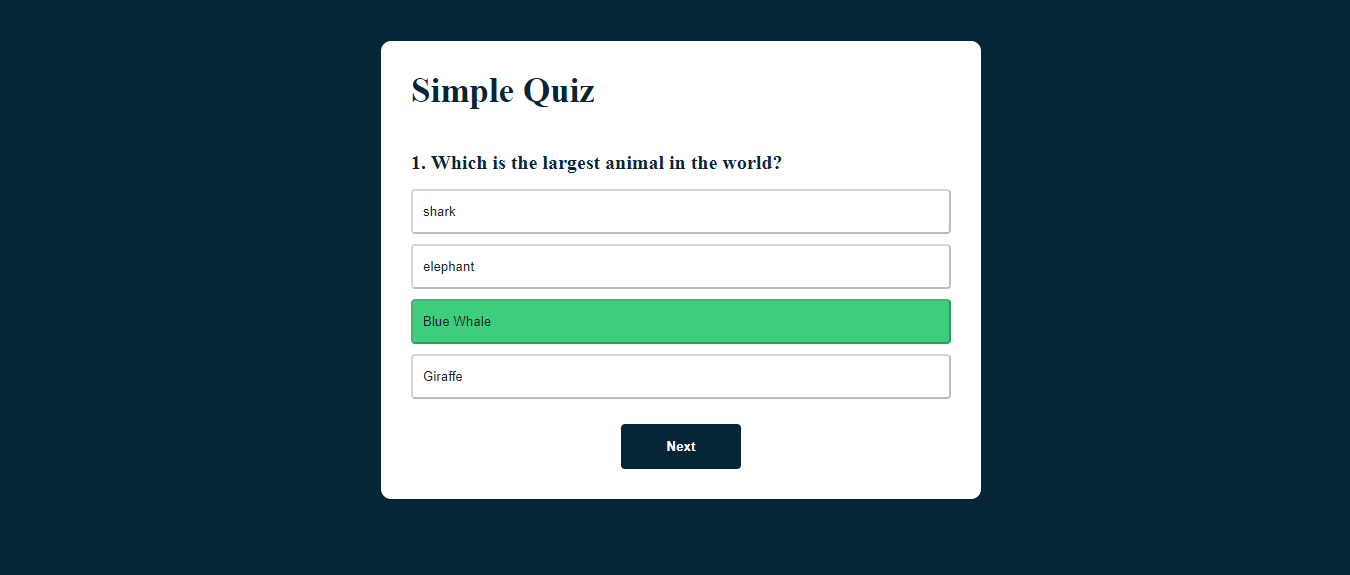 Simple Quiz
1. Which is the largest animal in the world?
shark
elephant
Blue Whale
Giraffe
Next